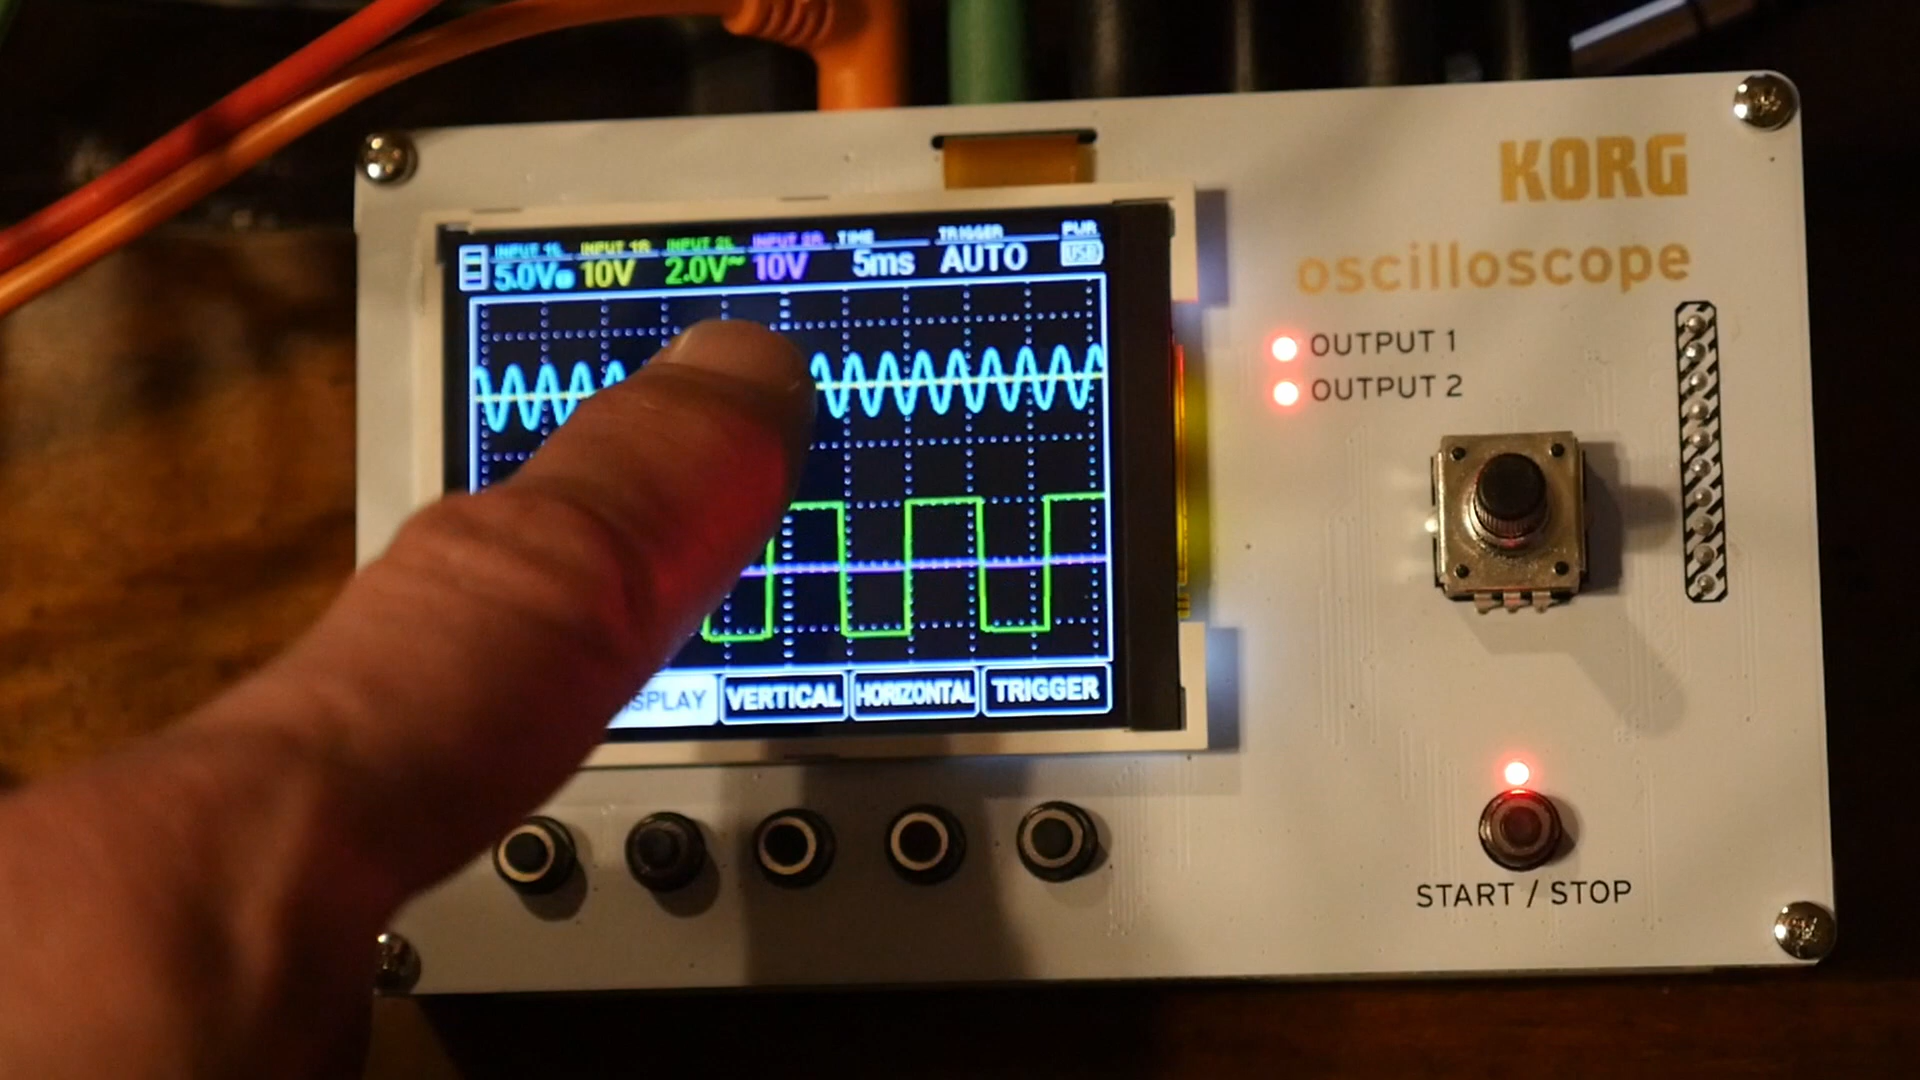 KORG
oscilloscope
INPUT 1L INPUT 1R INPUT 2L INPUT 2R TIME TRIGGER PWR
5.0V 10V 2.0V~ 10V 5ms AUTO USB
OUTPUT 1
OUTPUT 2
SPLAY VERTICAL HORIZONTAL TRIGGER
START / STOP